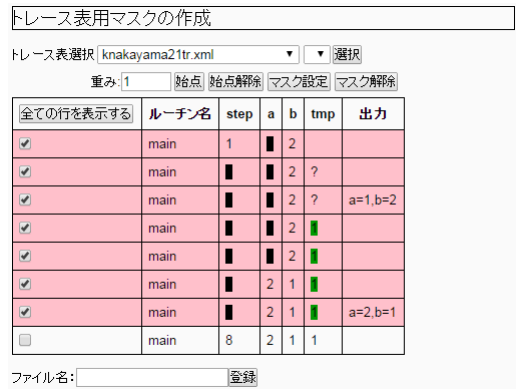 トレース表用マスクの作成
トレース表選択 knakayama21tr.xml 選択
重み:1 始点 始点解除 マスク設定 マスク解除
全ての行を表示する ルーチン名 step a b tmp 出力
main 1 2
main 2 ?
main 2 ? a=1,b=2
main 2 1
main 2 1
main 2 1 1
main 2 1 1 a=2,b=1
main 8 2 1 1
ファイル名: 登録